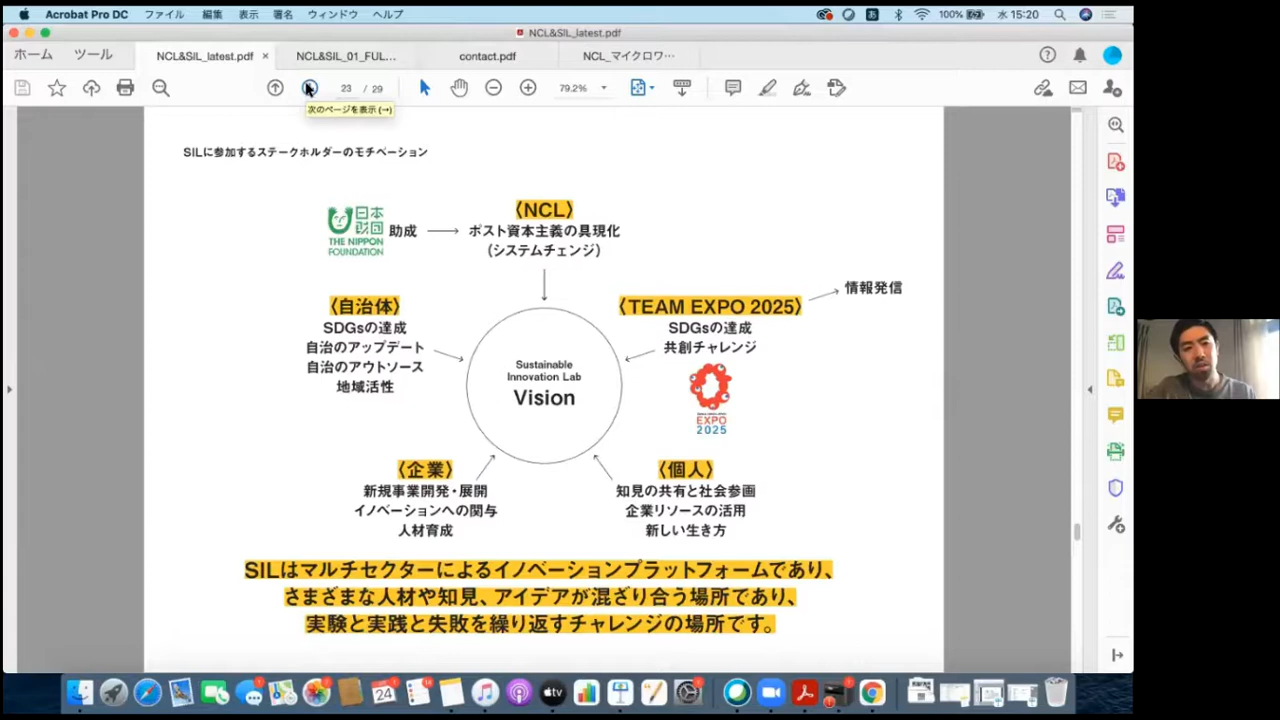 Acrobat Pro DC ファイル 編集 表示 署名 ウィンドウ ヘルプ 100% 水 15:20
NCL&SIL_latest.pdf
ホーム ツール NCL&SIL_latest.pdf × NCL&SIL_01_FUL... contact.pdf NCL_マイクロワ…
23 / 29 79.2%
次のページを表示 (→)
SILに参加するステークホルダーのモチベーション
〈NCL〉
日本財団
THE NIPPON
FOUNDATION
助成
ポスト資本主義の具現化
(システムチェンジ)
〈自治体〉
SDGsの達成
自治のアップデート
自治のアウトソース
地域活性
〈TEAM EXPO 2025〉
情報発信
SDGsの達成
共創チャレンジ
EXPO
2025
Sustainable
Innovation Lab
Vision
〈企業〉
新規事業開発・展開
イノベーションへの関与
人材育成
〈個人〉
知見の共有と社会参画
企業リソースの活用
新しい生き方
SILはマルチセクターによるイノベーションプラットフォームであり、
さまざまな人材や知見、アイデアが混ざり合う場所であり、
実験と実践と失敗を繰り返すチャレンジの場所です。
24
tv